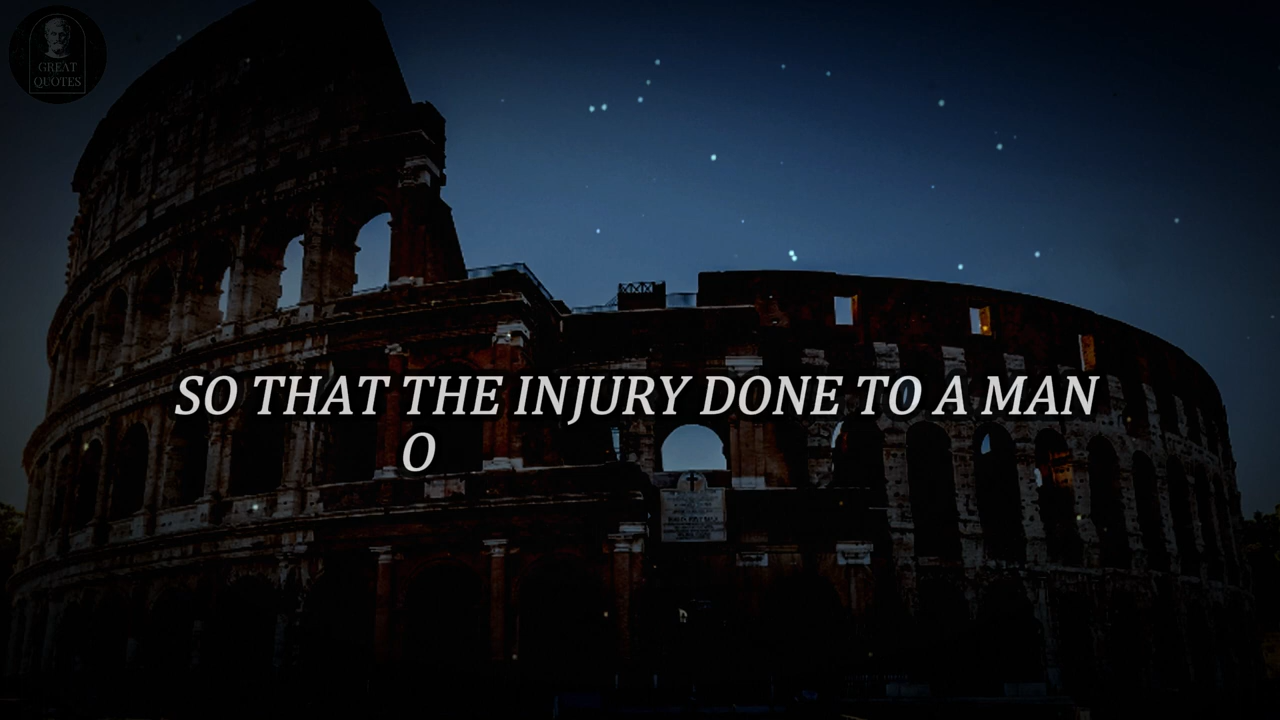 GREAT
QUOTES
SO THAT THE INJURY DONE TO A MAN
O